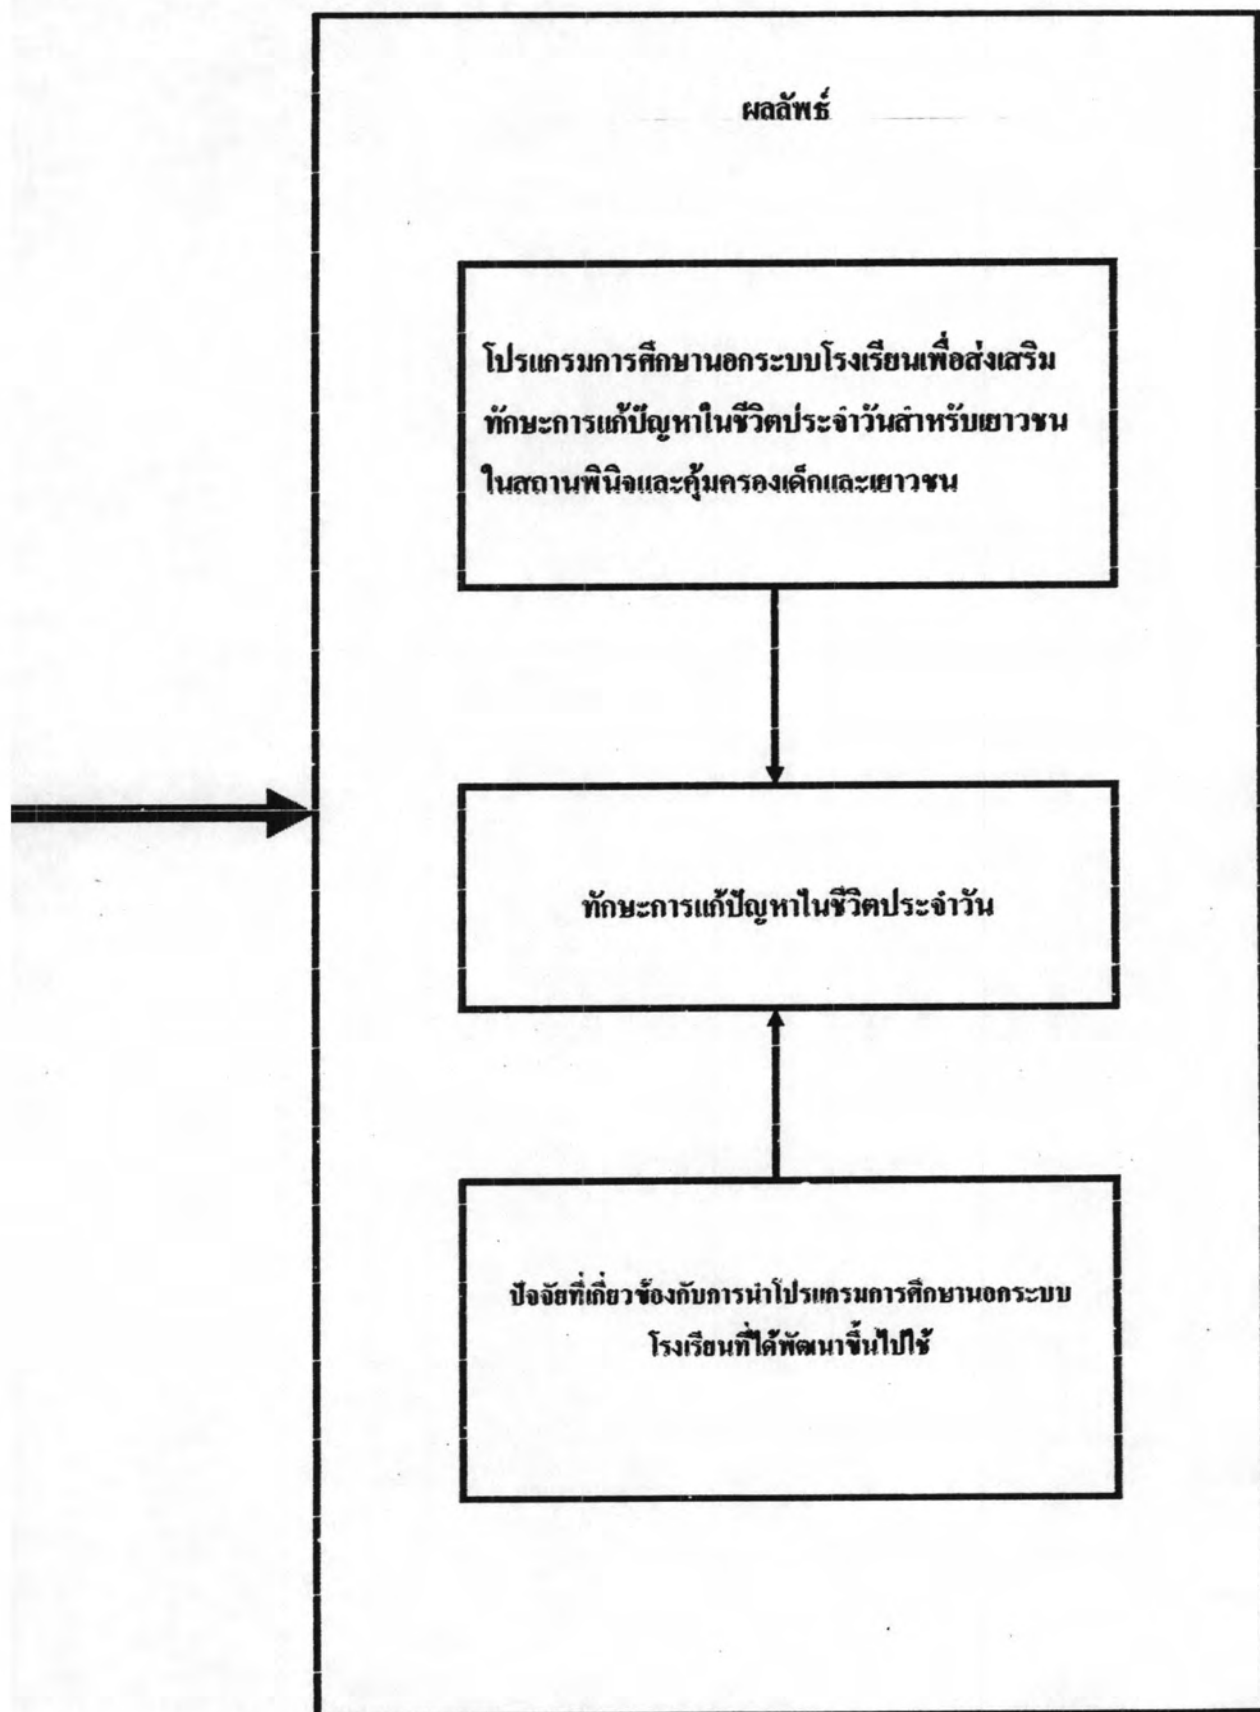 ผลลัพธ์
โปรแกรมการศึกษานอกระบบโรงเรียนเพื่อส่งเสริม
ทักษะการแก้ปัญหาในชีวิตประจำวันสำหรับเยาวชน
ในสถานพินิจและคุ้มครองเด็กและเยาวชน
ทักษะการแก้ปัญหาในชีวิตประจำวัน
ปัจจัยที่เกี่ยวข้องกับการนำโปรแกรมการศึกษานอกระบบ
โรงเรียนที่ได้พัฒนาขึ้นไปใช้